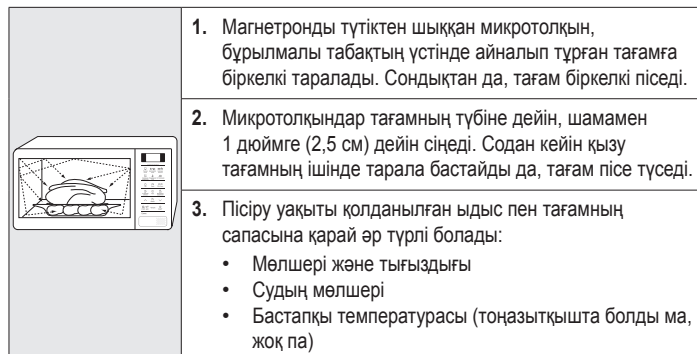 1. Магнетронды түтіктен шыққан микротолқын,
бұрылмалы табақтың үстінде айналып тұрған тағамға
біркелкі таралады. Сондықтан да, тағам біркелкі піседі.
2. Микротолқындар тағамның түбіне дейін, шамамен
1 дюймге (2,5 см) дейін сіңеді. Содан кейін қызу
тағамның ішінде тарала бастайды да, тағам пісе түседі.
3. Пісіру уақыты қолданылған ыдыс пен тағамның
сапасына қарай әр түрлі болады:
• Мөлшері және тығыздығы
• Судың мөлшері
• Бастапқы температурасы (тоңазытқышта болды ма,
жоқ па)